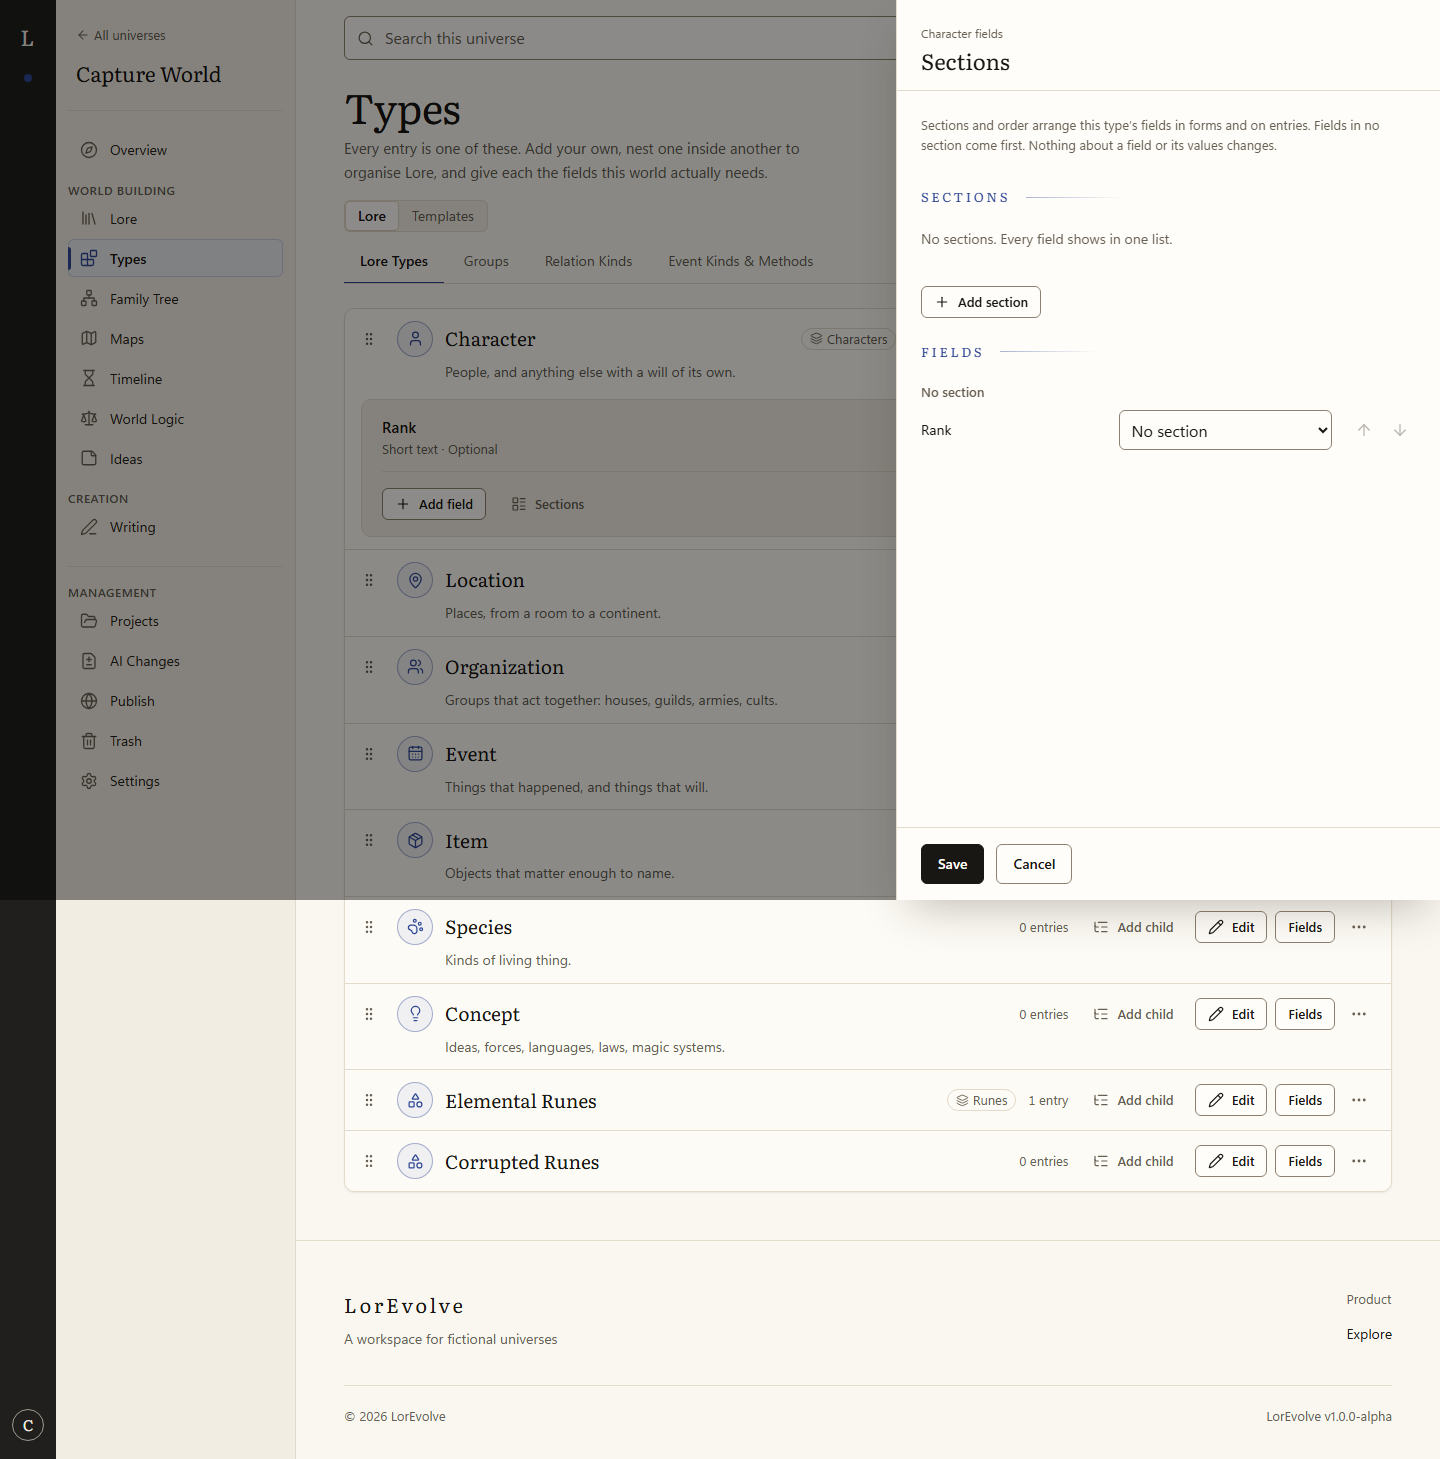 L
All universes
Capture World
Overview
WORLD BUILDING
Lore
Types
Family Tree
Maps
Timeline
World Logic
Ideas
CREATION
Writing
MANAGEMENT
Projects
AI Changes
Publish
Trash
Settings
C
Search this universe
Types
Every entry is one of these. Add your own, nest one inside another to
organise Lore, and give each the fields this world actually needs.
Lore Templates
Lore Types Groups Relation Kinds Event Kinds & Methods
Character Characters
People, and anything else with a will of its own.
Rank
Short text · Optional
Add field Sections
Location
Places, from a room to a continent.
Organization
Groups that act together: houses, guilds, armies, cults.
Event
Things that happened, and things that will.
Item
Objects that matter enough to name.
Species 0 entries Add child Edit Fields
Kinds of living thing.
Concept 0 entries Add child Edit Fields
Ideas, forces, languages, laws, magic systems.
Elemental Runes Runes 1 entry Add child Edit Fields
Corrupted Runes 0 entries Add child Edit Fields
Character fields
Sections
Sections and order arrange this type's fields in forms and on entries. Fields in no
section come first. Nothing about a field or its values changes.
SECTIONS
No sections. Every field shows in one list.
Add section
FIELDS
No section
Rank No section
Save Cancel
LorEvolve
A workspace for fictional universes
Product
Explore
© 2026 LorEvolve
LorEvolve v1.0.0-alpha